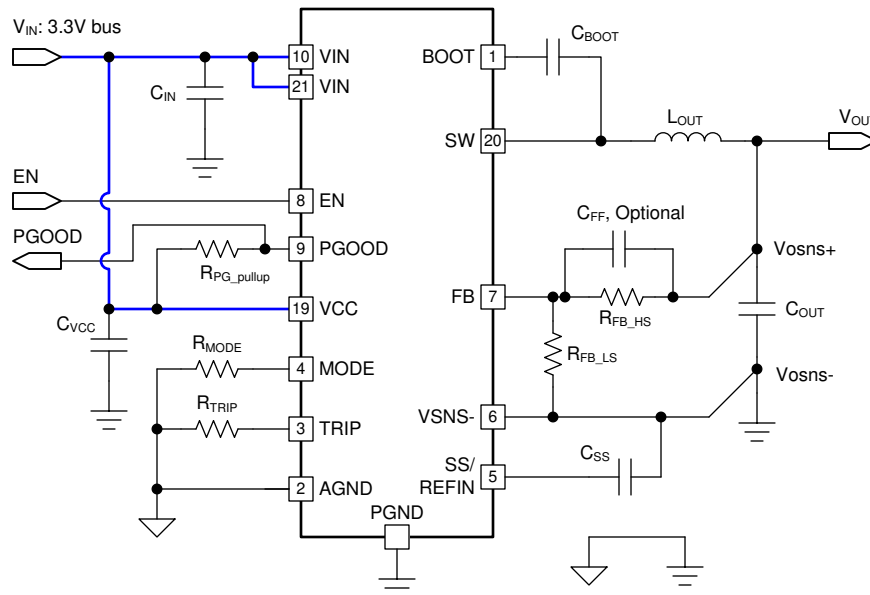 VIN: 3.3V bus
10 VIN
21 VIN
CIN
EN
8 EN
PGOOD
9 PGOOD
RPG_pullup
19 VCC
CVCC
RMODE
4 MODE
RTRIP
3 TRIP
2 AGND
PGND
BOOT 1
CBOOT
SW 20
LOUT
VOUT
CFF, Optional
Vosns+
FB 7
RFB_HS
COUT
RFB_LS
Vosns-
VSNS- 6
CSS
SS/
REFIN 5